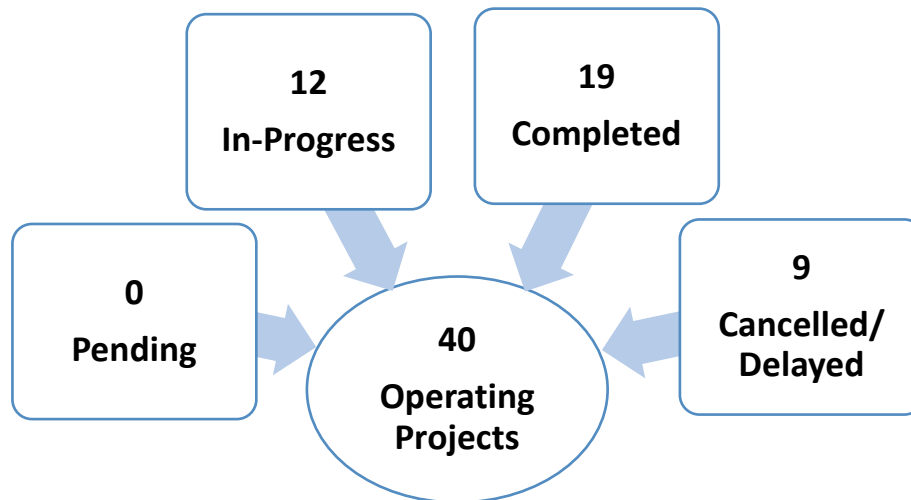 12
In-Progress
19
Completed
0
Pending
9
Cancelled/
Delayed
40
Operating
Projects